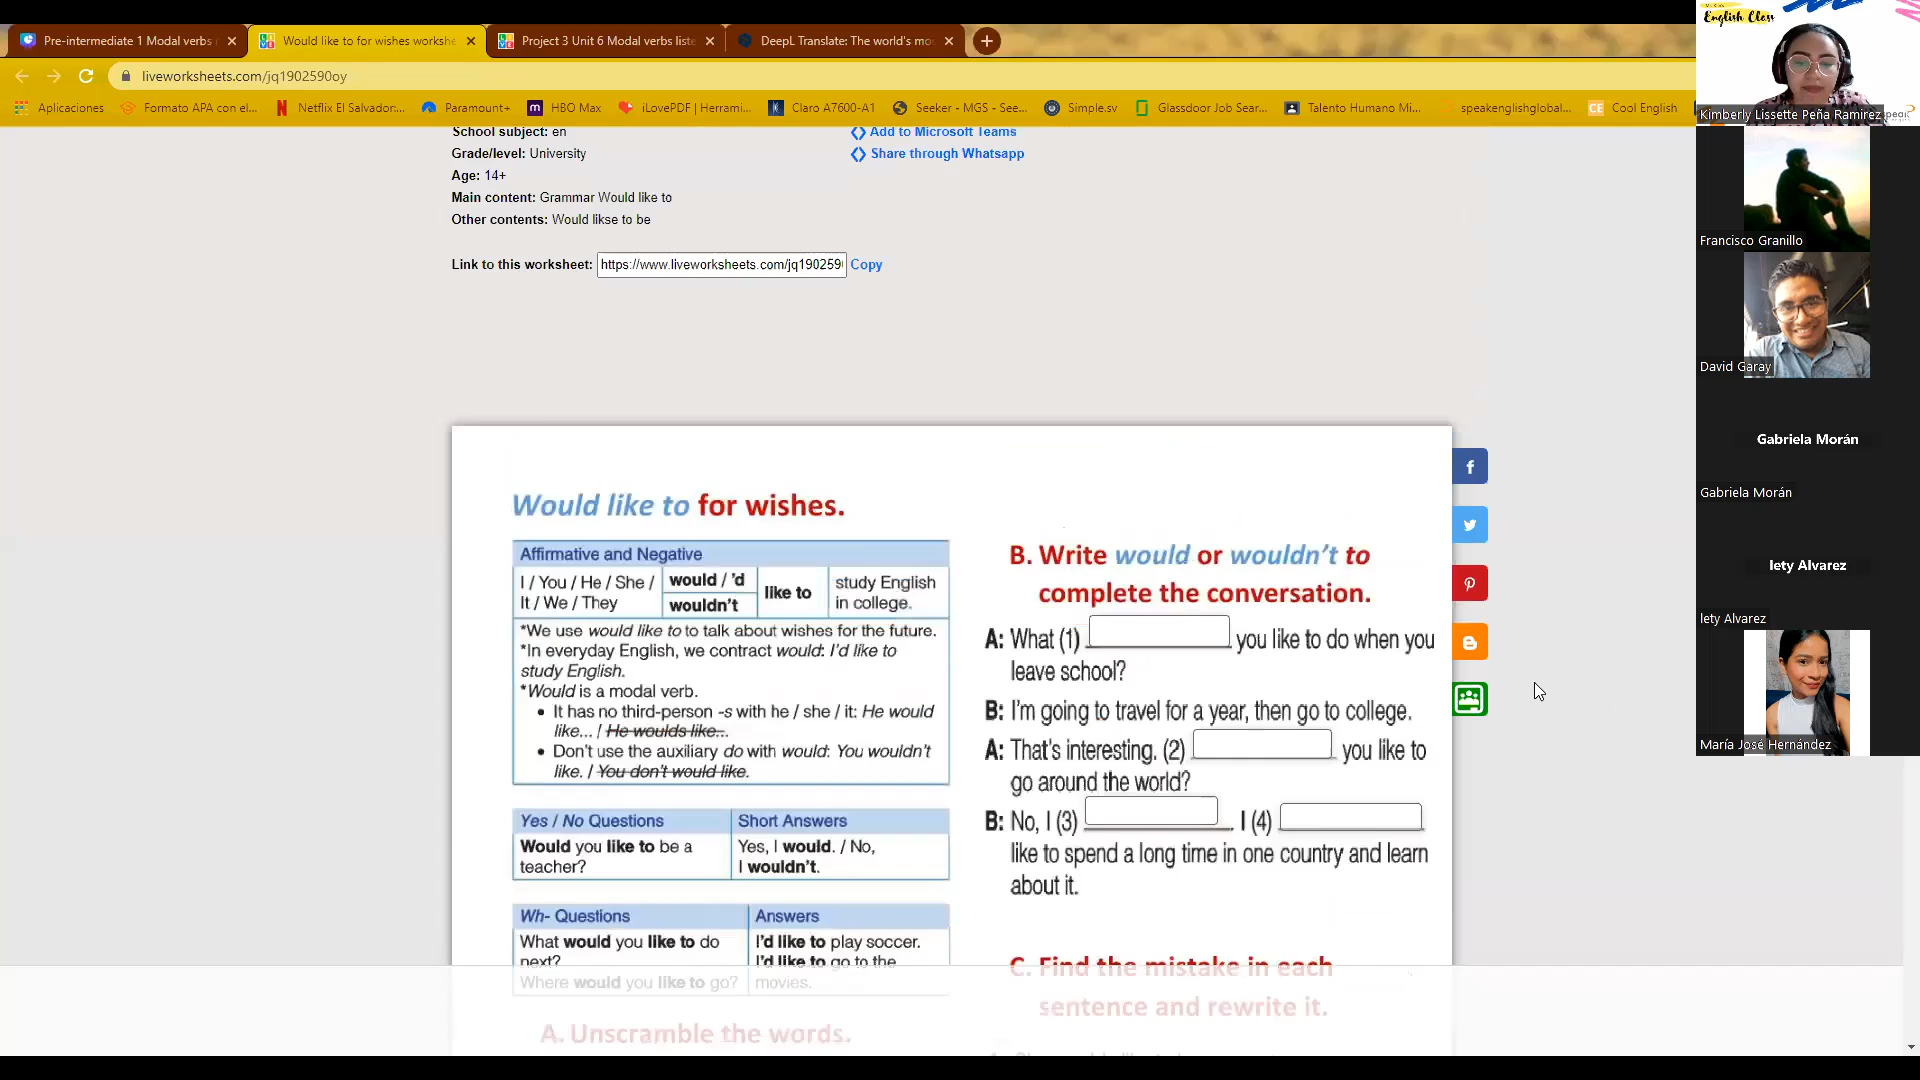 Pre-intermediate 1 Modal verbs
Would like to for wishes workshe
Project 3 Unit 6 Modal verbs liste
DeepL Translate: The world's mo
liveworksheets.com/jq1902590oy
Aplicaciones
Formato APA con el...
Netflix El Salvador:...
Paramount+
HBO Max
iLovePDF | Herrami...
Claro A7600-A1
Seeker - MGS - See...
Simple.sv
Glassdoor Job Sear...
Talento Humano Mi...
speakenglishglobal...
Cool English
School subject: en
Grade/level: University
Age: 14+
Main content: Grammar Would like to
Other contents: Would likse to be
Add to Microsoft Teams
Share through Whatsapp
Link to this worksheet: https://www.liveworksheets.com/jq190259 Copy
Would like to for wishes.
Affirmative and Negative
I / You / He / She /
It / We / They
would / 'd
wouldn't
like to
study English
in college.
*We use would like to to talk about wishes for the future.
*In everyday English, we contract would: I'd like to
study English.
*Would is a modal verb.
• It has no third-person -s with he / she / it: He would
like... / He woulds like...
• Don't use the auxiliary do with would: You wouldn't
like. / You don't would like.
Yes / No Questions
Short Answers
Would you like to be a
teacher?
Yes, I would. / No,
I wouldn't.
Wh- Questions
Answers
What would you like to do
next?
Where would you like to go?
I'd like to play soccer.
I'd like to go to the
movies.
A. Unscramble the words.
B. Write would or wouldn't to
complete the conversation.
A: What (1) you like to do when you
leave school?
B: I'm going to travel for a year, then go to college.
A: That's interesting. (2) you like to
go around the world?
B: No, I (3) . I (4)
like to spend a long time in one country and learn
about it.
C. Find the mistake in each
sentence and rewrite it.
English Class
Kimberly Lissette Peña Ramirez
Francisco Granillo
David Garay
Gabriela Morán
Gabriela Morán
lety Alvarez
lety Alvarez
María José Hernández